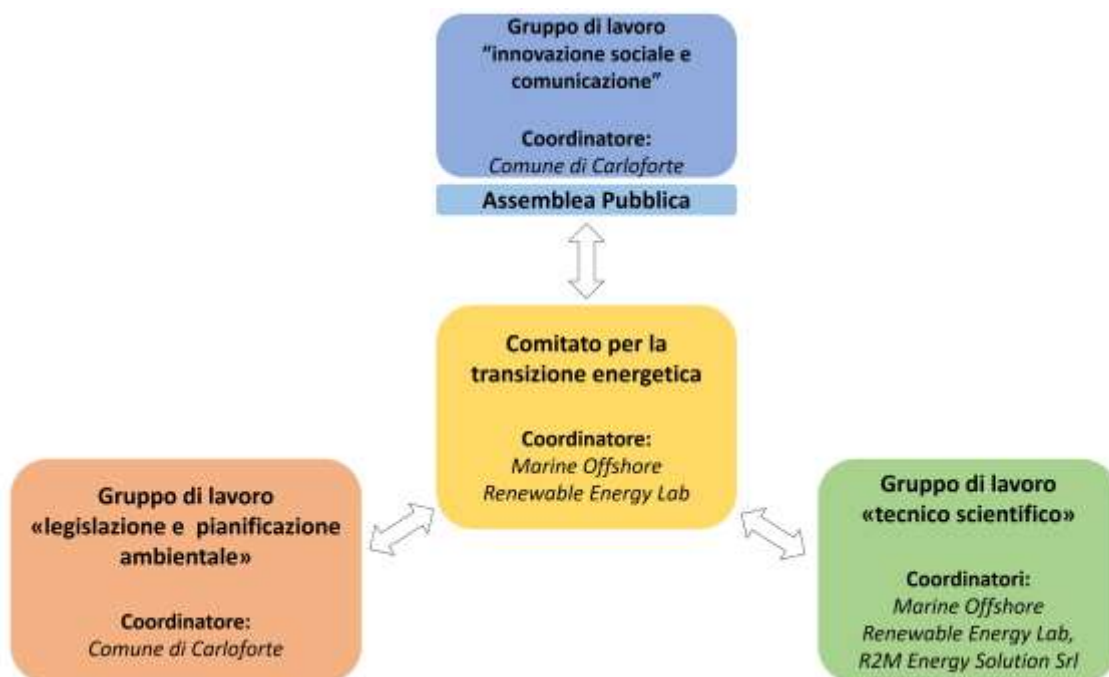 Gruppo di lavoro
"innovazione sociale e
comunicazione"
Coordinatore:
Comune di Carloforte
Assemblea Pubblica
Comitato per la
transizione energetica
Coordinatore:
Marine Offshore
Renewable Energy Lab
Gruppo di lavoro
«legislazione e pianificazione
ambientale»
Coordinatore:
Comune di Carloforte
Gruppo di lavoro
«tecnico scientifico»
Coordinatori:
Marine Offshore
Renewable Energy Lab,
R2M Energy Solution Srl